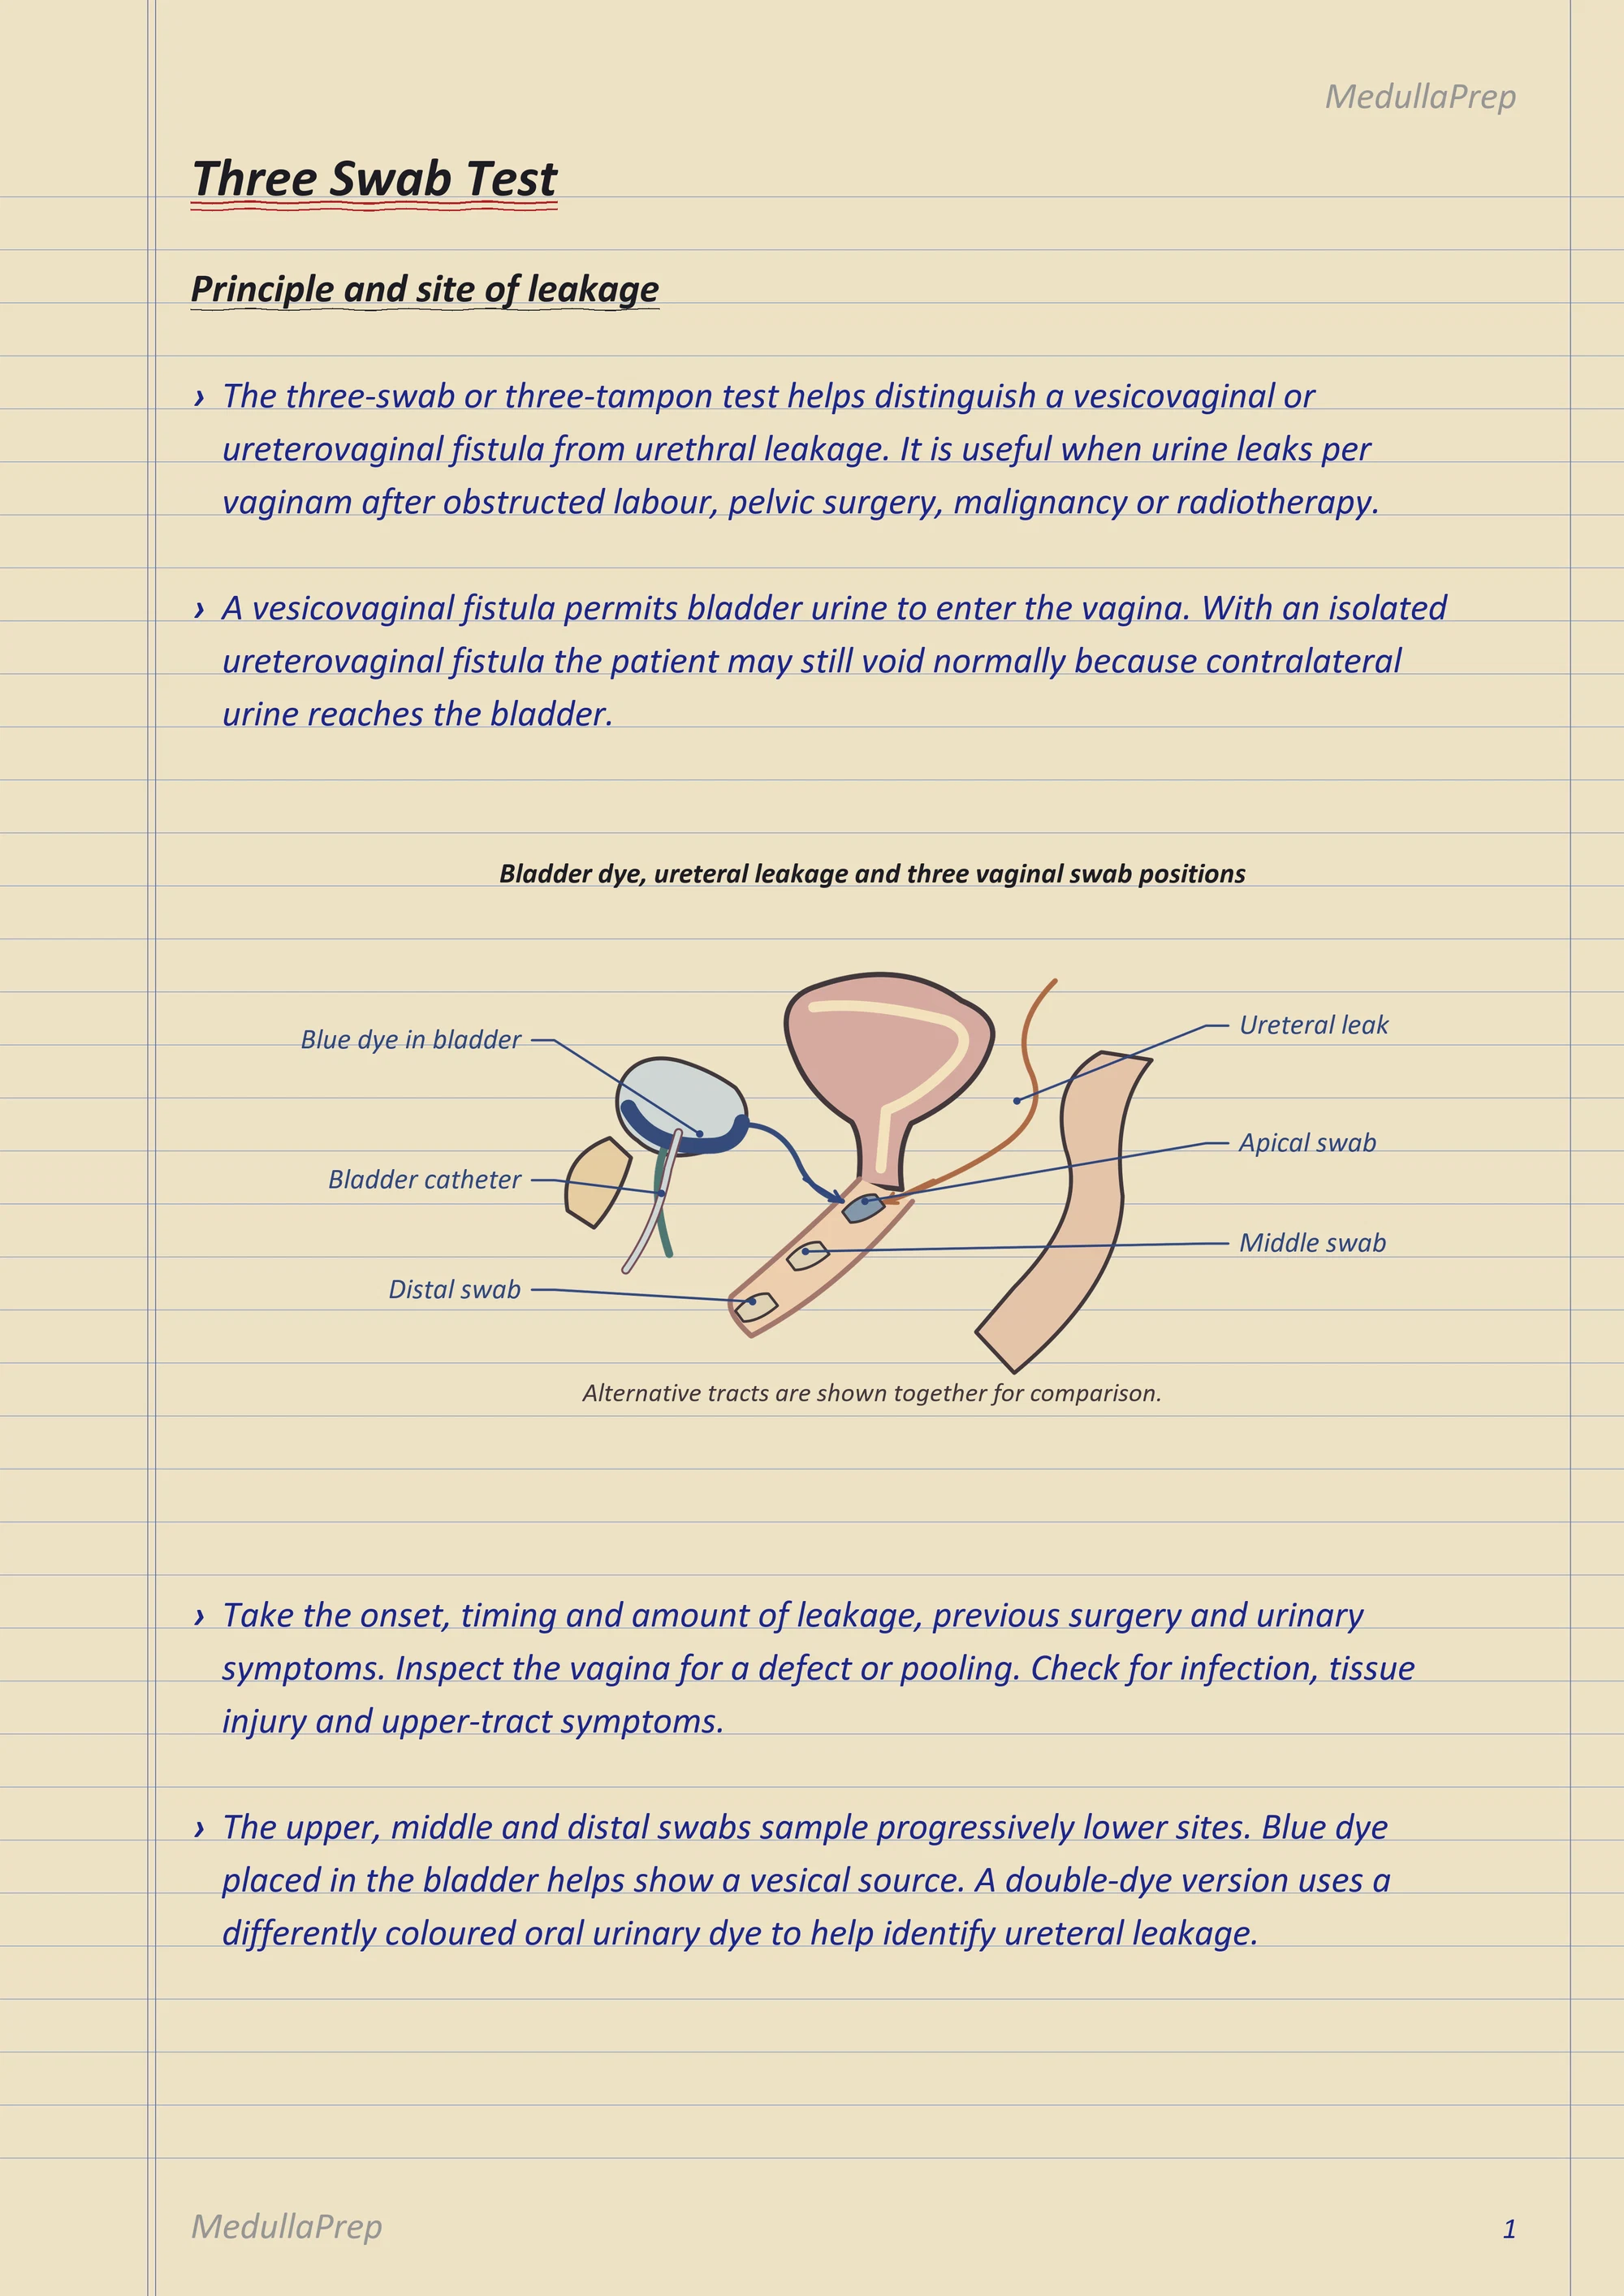 MedullaPrep
Three Swab Test
Principle and site of leakage
› The three-swab or three-tampon test helps distinguish a vesicovaginal or
ureterovaginal fistula from urethral leakage. It is useful when urine leaks per
vaginam after obstructed labour, pelvic surgery, malignancy or radiotherapy.
› A vesicovaginal fistula permits bladder urine to enter the vagina. With an isolated
ureterovaginal fistula the patient may still void normally because contralateral
urine reaches the bladder.
Bladder dye, ureteral leakage and three vaginal swab positions
Blue dye in bladder
Ureteral leak
Apical swab
Bladder catheter
Middle swab
Distal swab
Alternative tracts are shown together for comparison.
› Take the onset, timing and amount of leakage, previous surgery and urinary
symptoms. Inspect the vagina for a defect or pooling. Check for infection, tissue
injury and upper-tract symptoms.
› The upper, middle and distal swabs sample progressively lower sites. Blue dye
placed in the bladder helps show a vesical source. A double-dye version uses a
differently coloured oral urinary dye to help identify ureteral leakage.
MedullaPrep
1